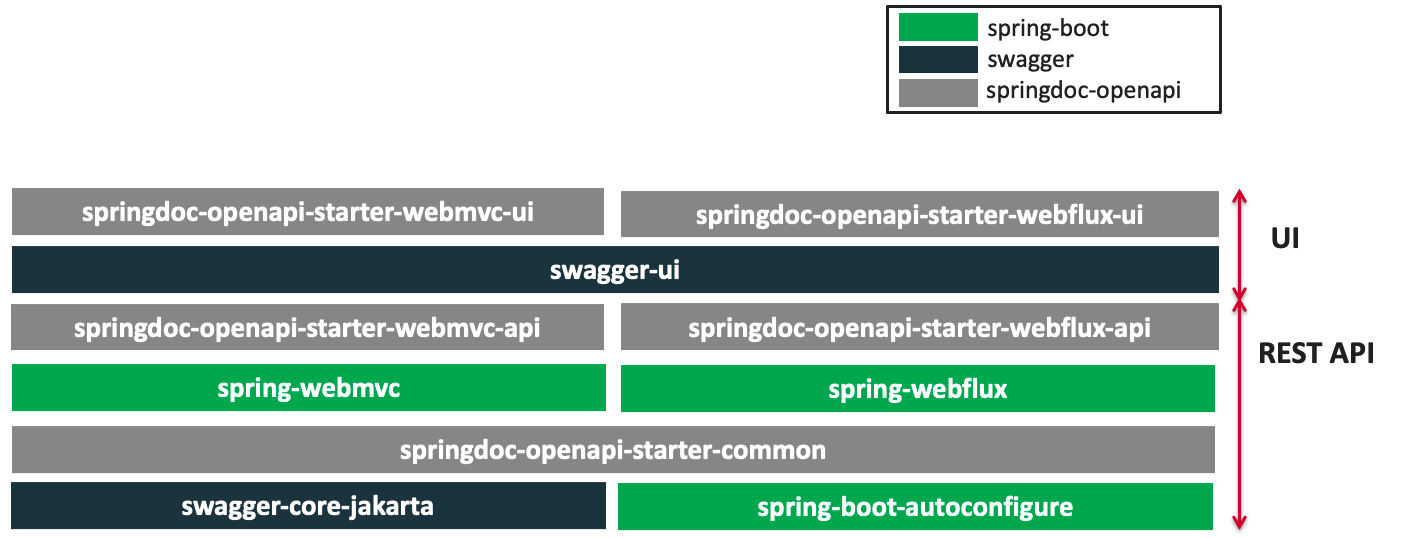 spring-boot
swagger
springdoc-openapi
springdoc-openapi-starter-webmvc-ui
springdoc-openapi-starter-webflux-ui
UI
swagger-ui
springdoc-openapi-starter-webmvc-api
springdoc-openapi-starter-webflux-api
REST API
spring-webmvc
spring-webflux
springdoc-openapi-starter-common
swagger-core-jakarta
spring-boot-autoconfigure